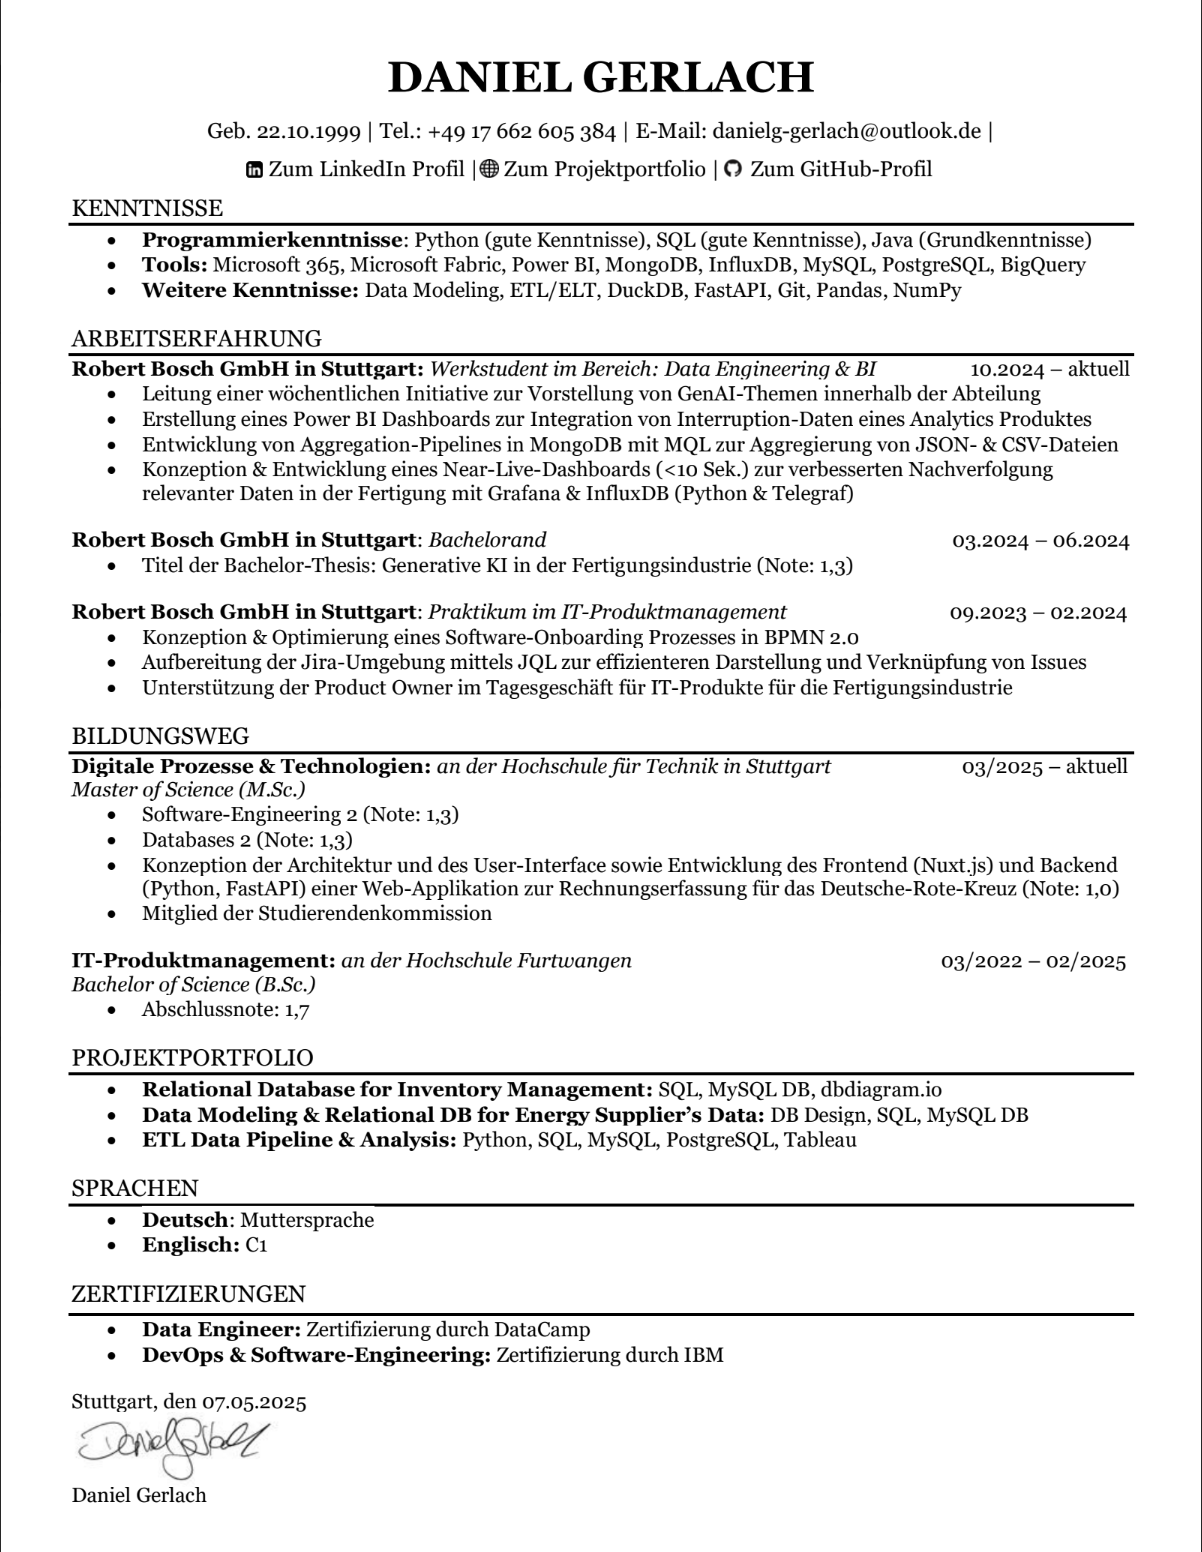 DANIEL GERLACH
Geb. 22.10.1999 | Tel.: +49 17 662 605 384 | E-Mail: danielg-gerlach@outlook.de |
Zum LinkedIn Profil | Zum Projektportfolio | Zum GitHub-Profil
KENNTNISSE
• Programmierkenntnisse: Python (gute Kenntnisse), SQL (gute Kenntnisse), Java (Grundkenntnisse)
• Tools: Microsoft 365, Microsoft Fabric, Power BI, MongoDB, InfluxDB, MySQL, PostgreSQL, BigQuery
• Weitere Kenntnisse: Data Modeling, ETL/ELT, DuckDB, FastAPI, Git, Pandas, NumPy
ARBEITSERFAHRUNG
Robert Bosch GmbH in Stuttgart: Werkstudent im Bereich: Data Engineering & BI 10.2024 – aktuell
• Leitung einer wöchentlichen Initiative zur Vorstellung von GenAI-Themen innerhalb der Abteilung
• Erstellung eines Power BI Dashboards zur Integration von Interruption-Daten eines Analytics Produktes
• Entwicklung von Aggregation-Pipelines in MongoDB mit MQL zur Aggregierung von JSON- & CSV-Dateien
• Konzeption & Entwicklung eines Near-Live-Dashboards (<10 Sek.) zur verbesserten Nachverfolgung
relevanter Daten in der Fertigung mit Grafana & InfluxDB (Python & Telegraf)
Robert Bosch GmbH in Stuttgart: Bachelorand 03.2024 – 06.2024
• Titel der Bachelor-Thesis: Generative KI in der Fertigungsindustrie (Note: 1,3)
Robert Bosch GmbH in Stuttgart: Praktikum im IT-Produktmanagement 09.2023 – 02.2024
• Konzeption & Optimierung eines Software-Onboarding Prozesses in BPMN 2.0
• Aufbereitung der Jira-Umgebung mittels JQL zur effizienteren Darstellung und Verknüpfung von Issues
• Unterstützung der Product Owner im Tagesgeschäft für IT-Produkte für die Fertigungsindustrie
BILDUNGSWEG
Digitale Prozesse & Technologien: an der Hochschule für Technik in Stuttgart 03/2025 – aktuell
Master of Science (M.Sc.)
• Software-Engineering 2 (Note: 1,3)
• Databases 2 (Note: 1,3)
• Konzeption der Architektur und des User-Interface sowie Entwicklung des Frontend (Nuxt.js) und Backend
(Python, FastAPI) einer Web-Applikation zur Rechnungserfassung für das Deutsche-Rote-Kreuz (Note: 1,0)
• Mitglied der Studierendenkommission
IT-Produktmanagement: an der Hochschule Furtwangen 03/2022 – 02/2025
Bachelor of Science (B.Sc.)
• Abschlussnote: 1,7
PROJEKTPORTFOLIO
• Relational Database for Inventory Management: SQL, MySQL DB, dbdiagram.io
• Data Modeling & Relational DB for Energy Supplier’s Data: DB Design, SQL, MySQL DB
• ETL Data Pipeline & Analysis: Python, SQL, MySQL, PostgreSQL, Tableau
SPRACHEN
• Deutsch: Muttersprache
• Englisch: C1
ZERTIFIZIERUNGEN
• Data Engineer: Zertifizierung durch DataCamp
• DevOps & Software-Engineering: Zertifizierung durch IBM
Stuttgart, den 07.05.2025
Daniel Gerlach